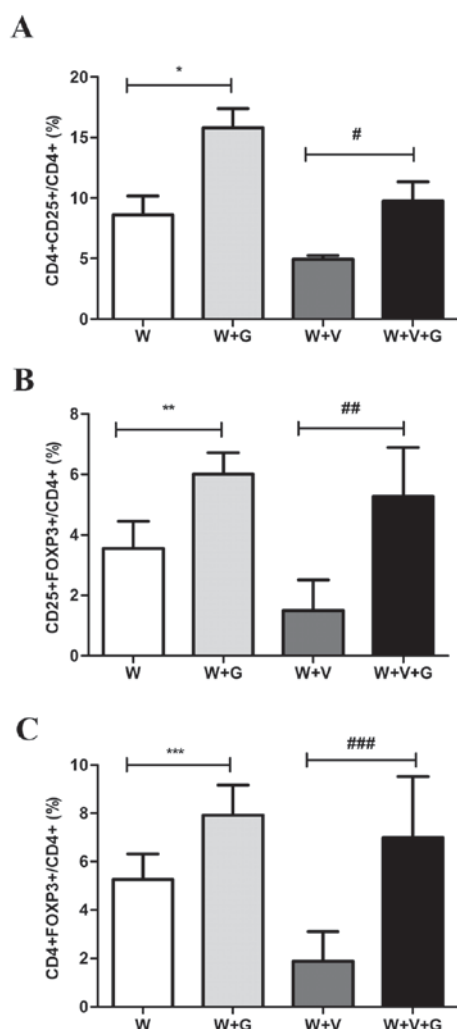 A
CD4+CD25+/CD4+ (%)
20
15
10
5
0
*
#
W W+G W+V W+V+G
B
CD25+FOXP3+/CD4+ (%)
8
6
4
2
0
**
##
W W+G W+V W+V+G
C
CD4+FOXP3+/CD4+ (%)
10
8
6
4
2
0
***
###
W W+G W+V W+V+G